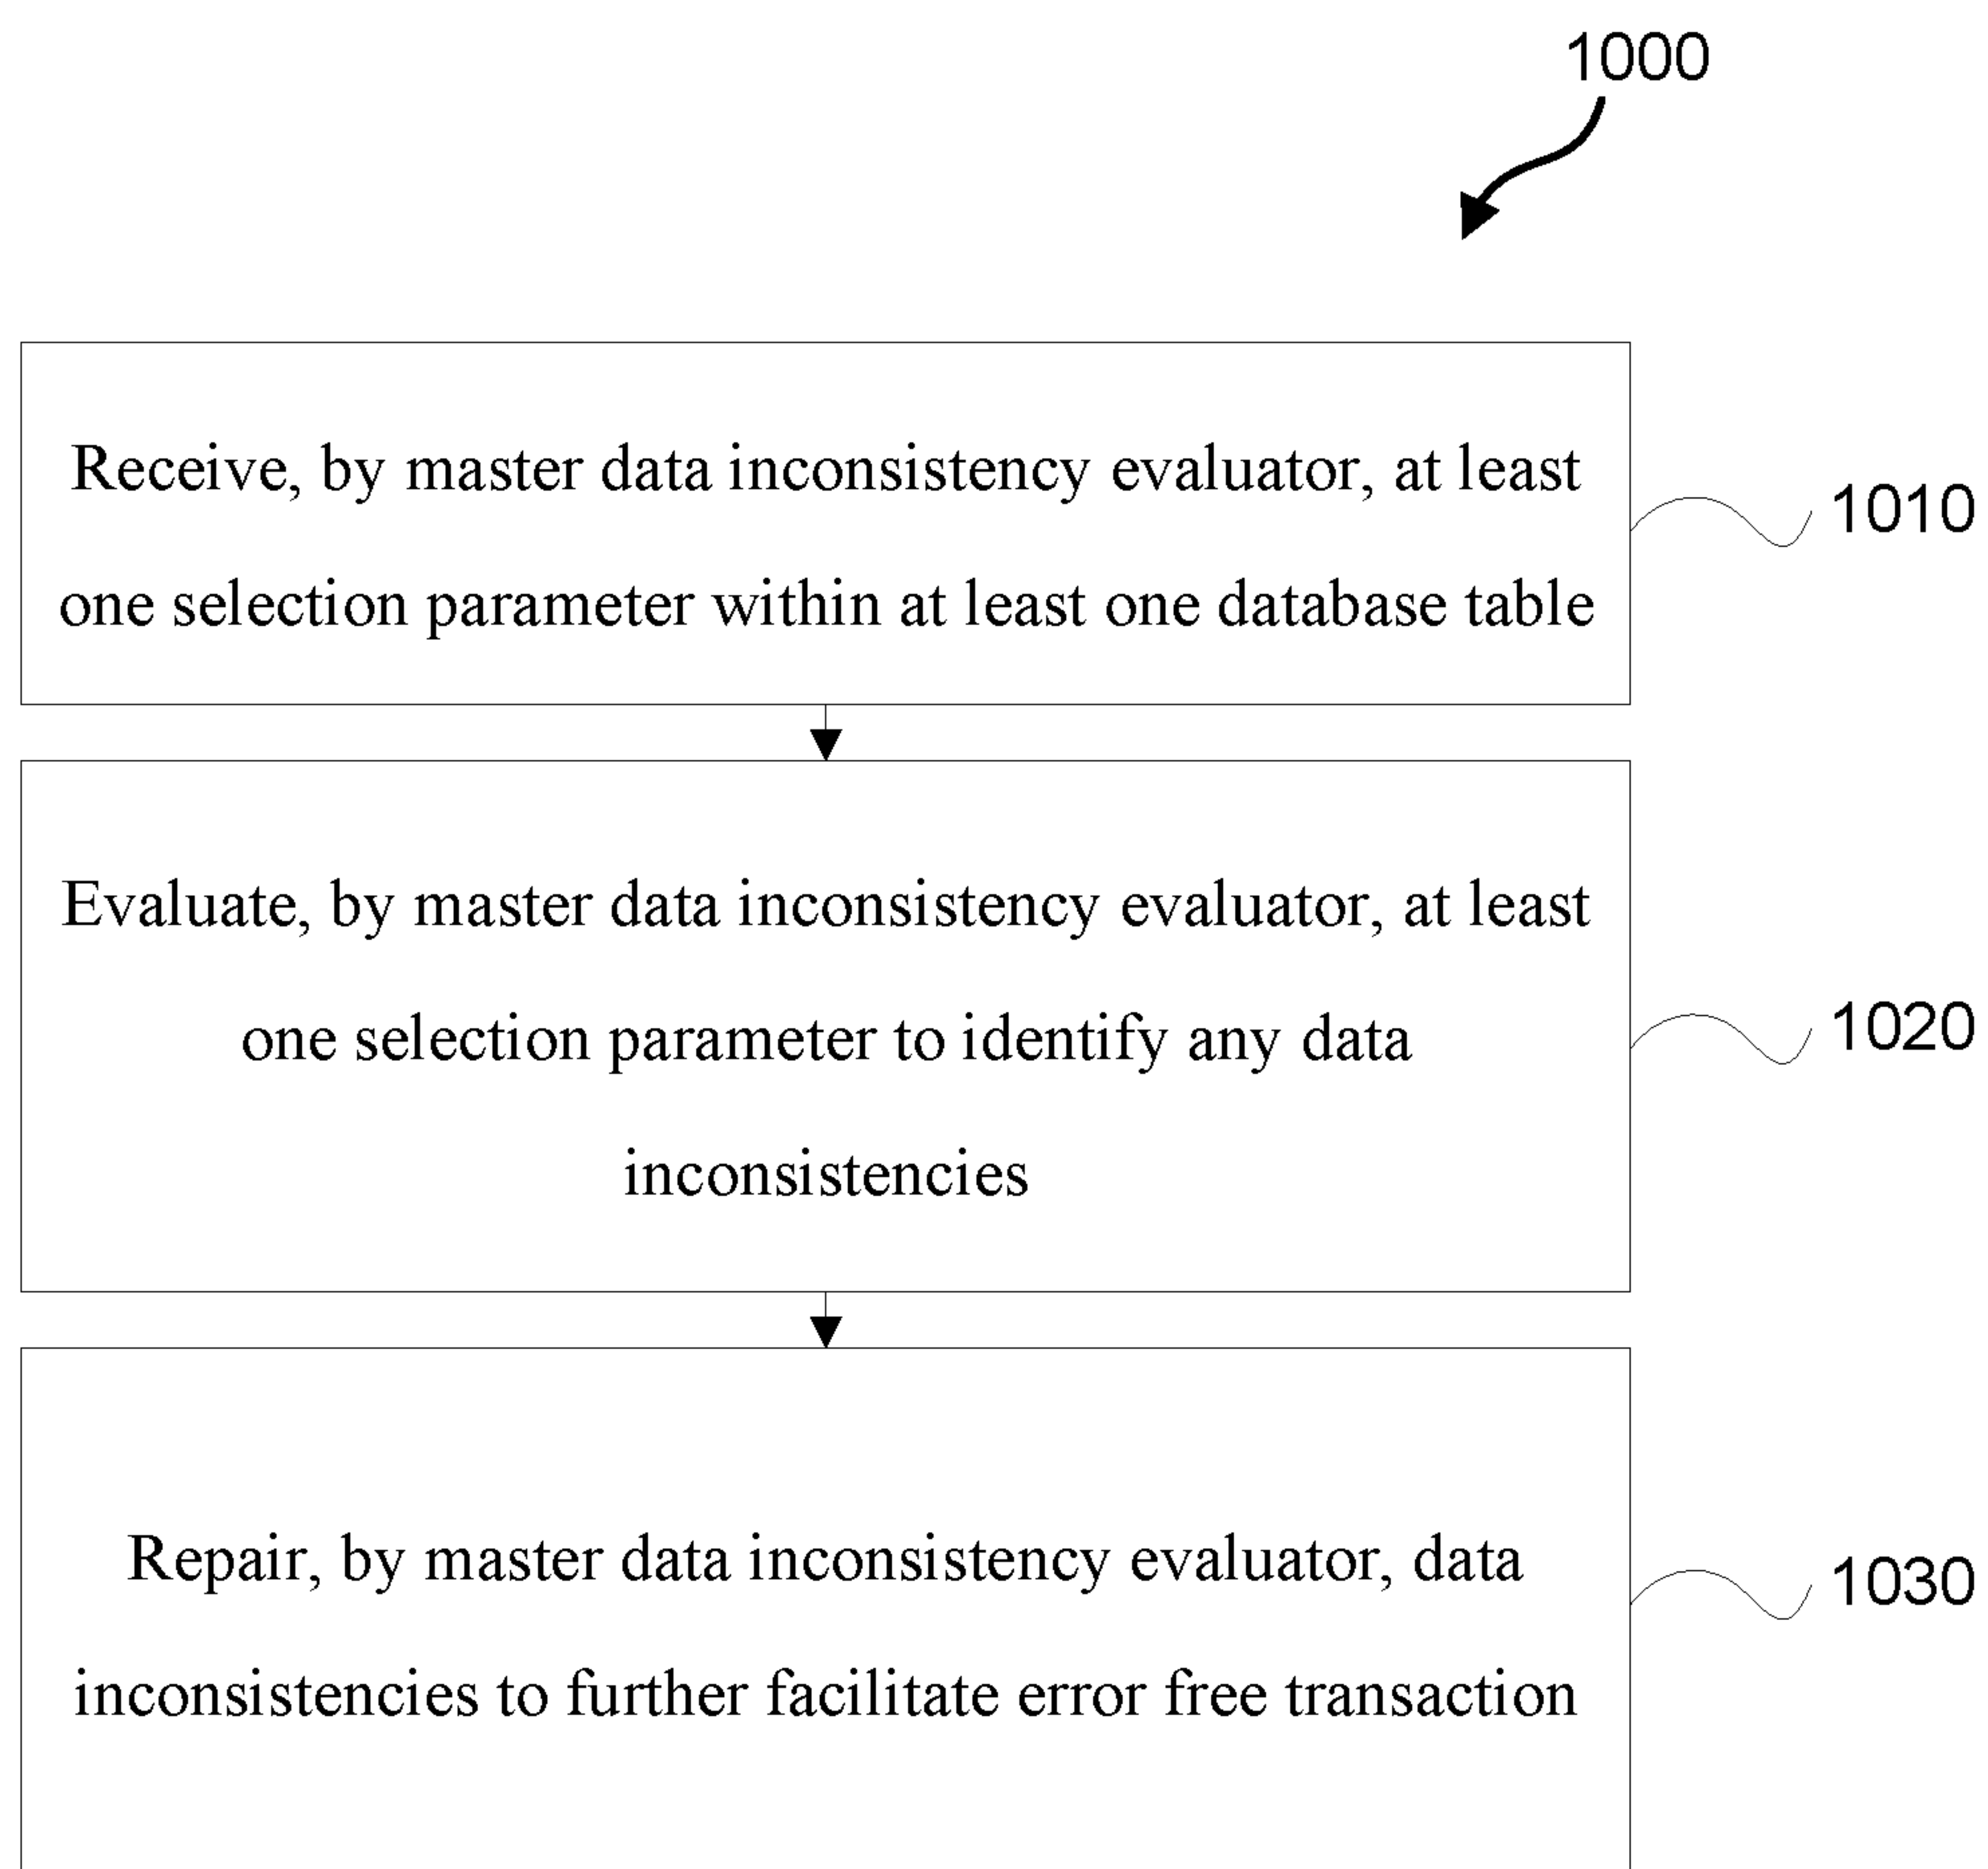 1000
Receive, by master data inconsistency evaluator, at least
one selection parameter within at least one database table
1010
Evaluate, by master data inconsistency evaluator, at least
one selection parameter to identify any data
inconsistencies
1020
Repair, by master data inconsistency evaluator, data
inconsistencies to further facilitate error free transaction
1030